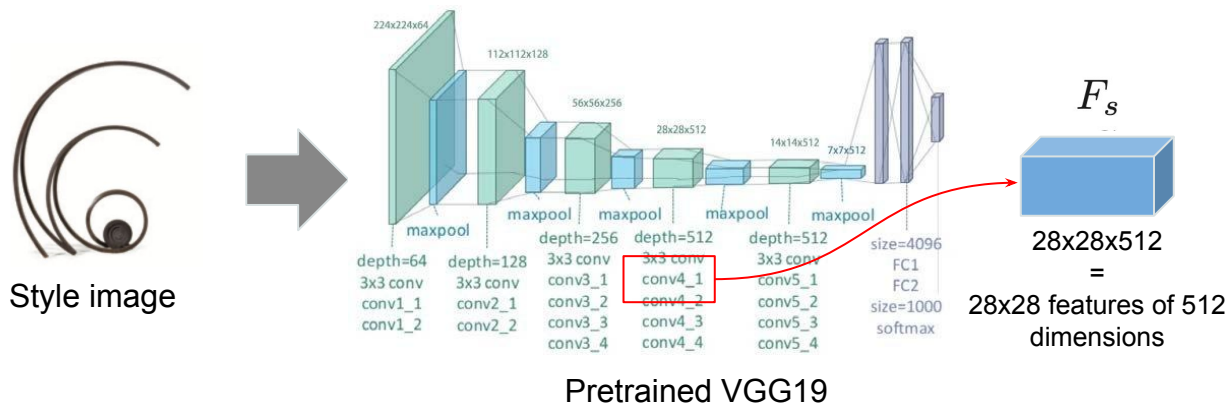 Style image
224x224x64
112x112x128
56x56x256
28x28x512
14x14x512
7x7x512
maxpool
maxpool
maxpool
maxpool
maxpool
depth=64
3x3 conv
conv1_1
conv1_2
depth=128
3x3 conv
conv2_1
conv2_2
depth=256
3x3 conv
conv3_1
conv3_2
conv3_3
conv3_4
depth=512
3x3 conv
conv4_1
conv4_2
conv4_3
conv4_4
depth=512
3x3 conv
conv5_1
conv5_2
conv5_3
conv5_4
size=4096
FC1
FC2
size=1000
softmax
Pretrained VGG19
F_s
28x28x512
=
28x28 features of 512
dimensions